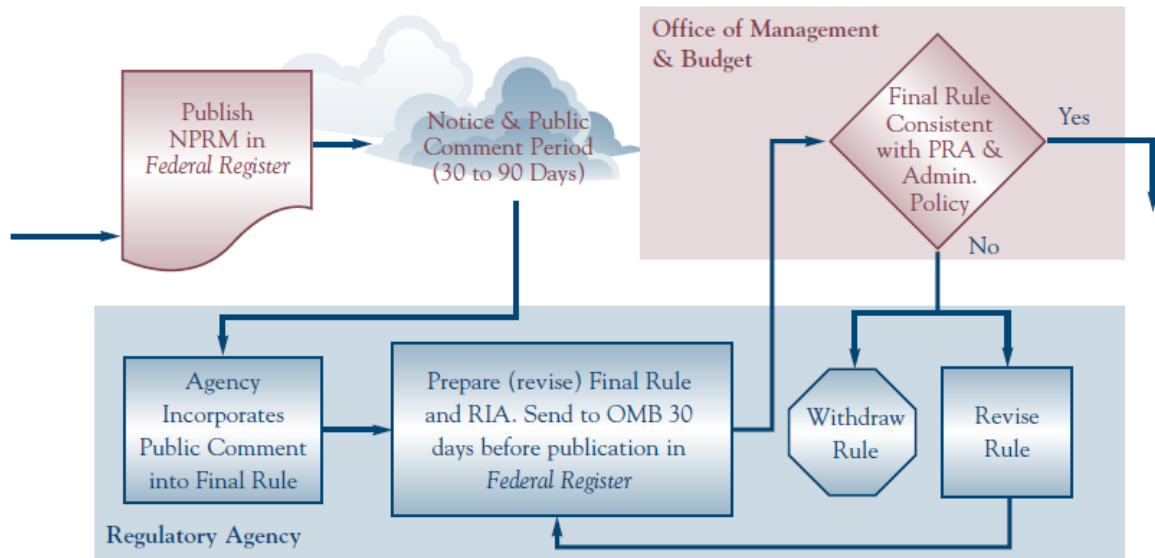 Publish
NPRM in
Federal Register
Notice & Public
Comment Period
(30 to 90 Days)
Office of Management
& Budget
Final Rule
Consistent
with PRA &
Admin.
Policy
Yes
No
Agency
Incorporates
Public Comment
into Final Rule
Prepare (revise) Final Rule
and RIA. Send to OMB 30
days before publication in
Federal Register
Withdraw
Rule
Revise
Rule
Regulatory Agency